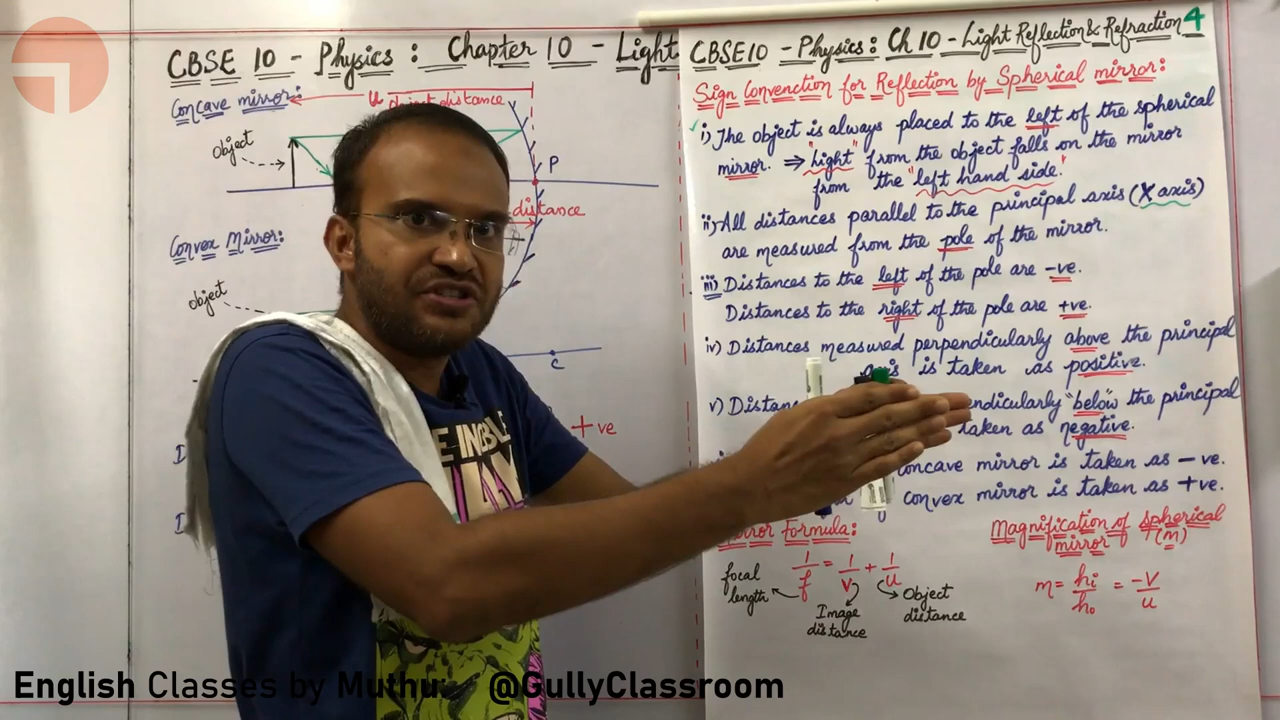 CBSE 10 - Physics : Chapter 10 - Light
Concave mirror:
u object distance
object
P
distance
Convex Mirror:
object
c
+ve
D
D
CBSE10 - Physics: Ch 10 - Light Reflection & Refraction 4
Sign Convenction for Reflection by Spherical mirror:
i) The object is always placed to the left of the spherical
mirror. ⇒ "Light" from the object falls on the mirror
from the "left hand side."
ii) All distances parallel to the principal axis (X axis)
are measured from the pole of the mirror.
iii) Distances to the left of the pole are -ve.
Distances to the right of the pole are +ve.
iv) Distances measured perpendicularly above the principal
axis is taken as positive.
v) Distanc endicularly "below" the principal
taken as negative.
concave mirror is taken as - ve.
convex mirror is taken as +ve.
Mirror Formula:
1/f = 1/v + 1/u
focal
length
Image
distance
Object
distance
Magnification of spherical
mirror (m)
m = hi/ho = -v/u
English Classes by Muthu @GullyClassroom